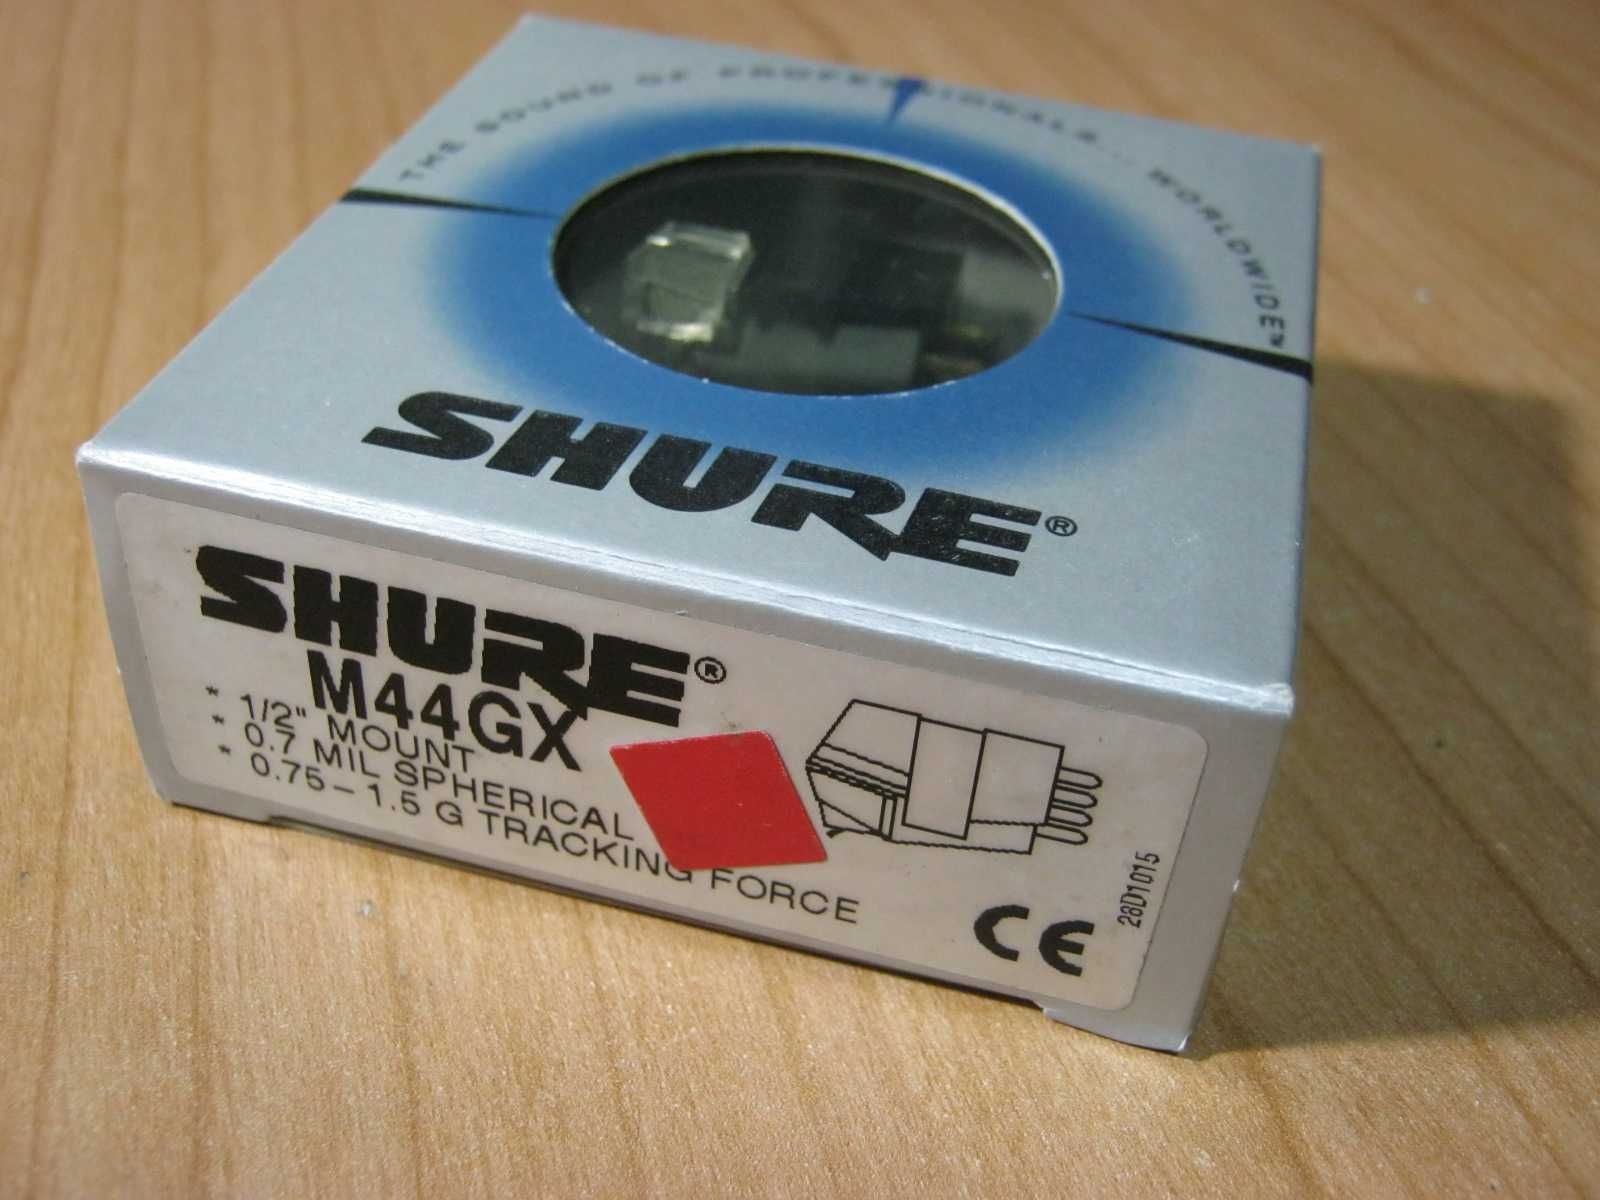 THE SOUND OF PROFESSIONALS... WORLDWIDE.
SHURE®
SHURE®
M44GX
* 1/2" MOUNT
* 0.7 MIL SPHERICAL
* 0.75-1.5 G TRACKING FORCE
CE
28D1015